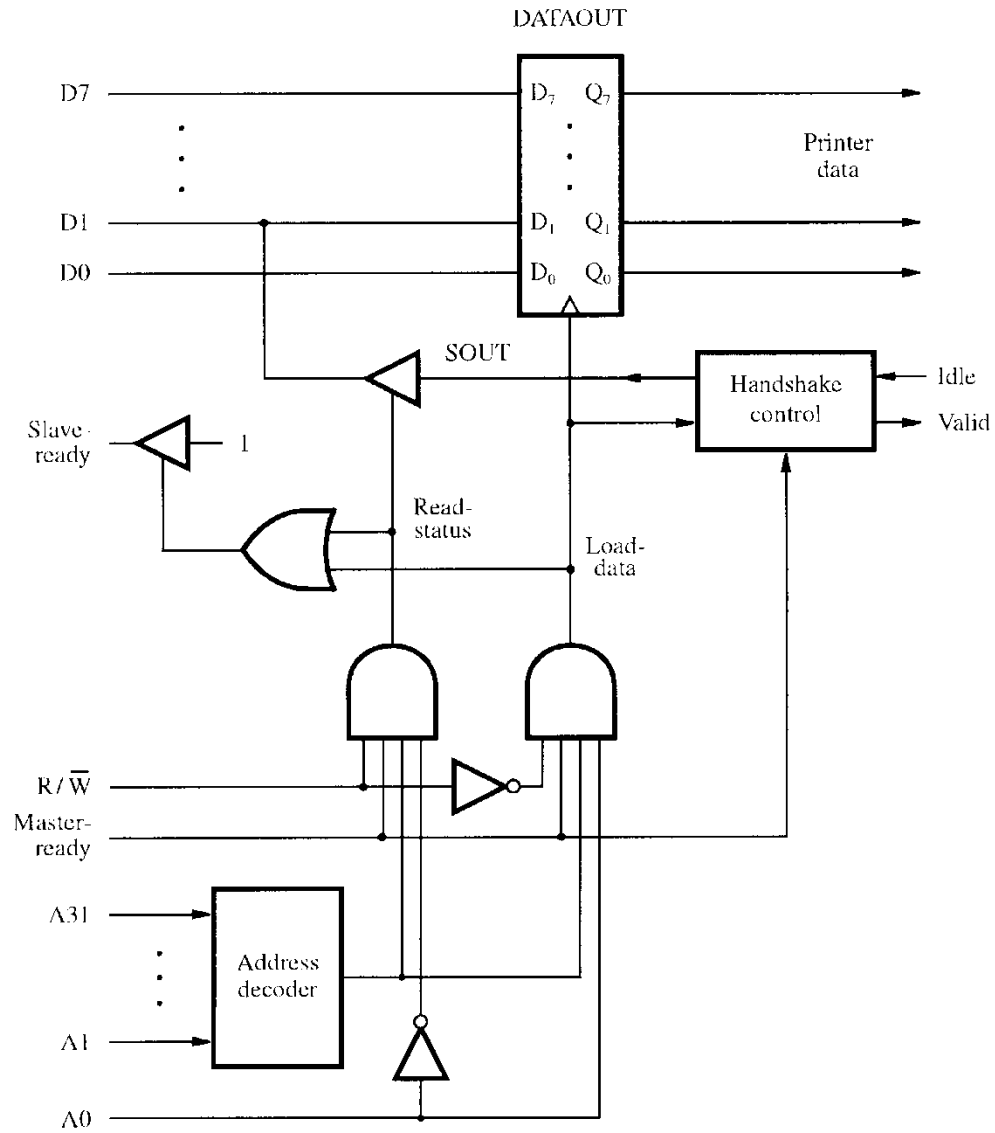 DATAOUT
D7 D₇ Q₇
Printer
data
D1 D₁ Q₁
D0 D₀ Q₀
SOUT
Handshake
control
Idle
Valid
Slave-
ready
1
Read-
status
Load-
data
R/W̅
Master-
ready
A31
Address
decoder
A1
A0